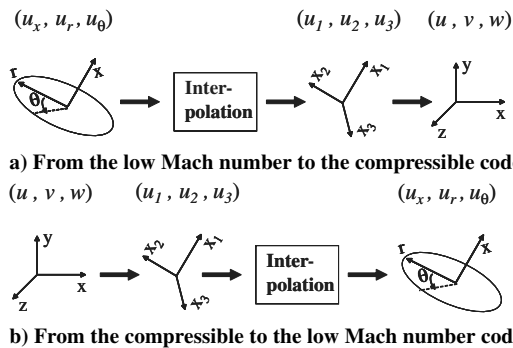 (u_x, u_r, u_θ) (u_1, u_2, u_3) (u, v, w)
r θ x Inter-polation x_2 x_1 x_3 y x z
a) From the low Mach number to the compressible cod
(u, v, w) (u_1, u_2, u_3) (u_x, u_r, u_θ)
y x z x_2 x_1 x_3 Inter-polation r θ x
b) From the compressible to the low Mach number cod